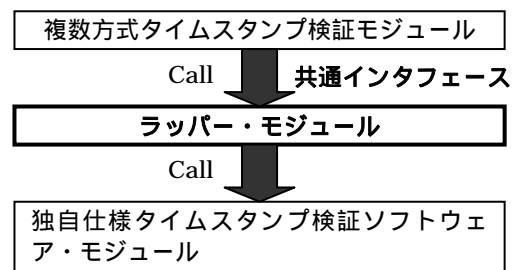 複数方式タイムスタンプ検証モジュール
Call 共通インタフェース
ラッパー・モジュール
Call
独自仕様タイムスタンプ検証ソフトウェ
ア・モジュール